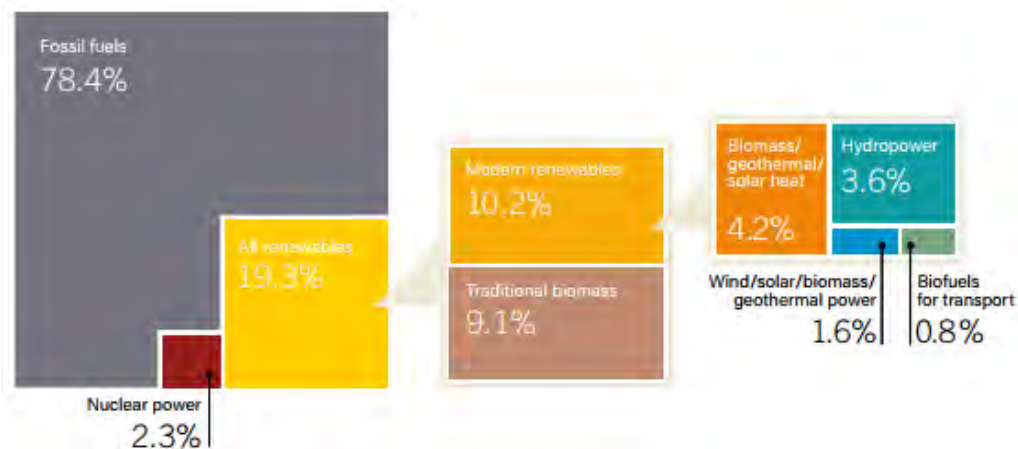 Fossil fuels
78.4%
All renewables
19.3%
Nuclear power
2.3%
Modern renewables
10.2%
Traditional biomass
9.1%
Biomass/
geothermal/
solar heat
4.2%
Hydropower
3.6%
Wind/solar/biomass/
geothermal power
1.6%
Biofuels
for transport
0.8%